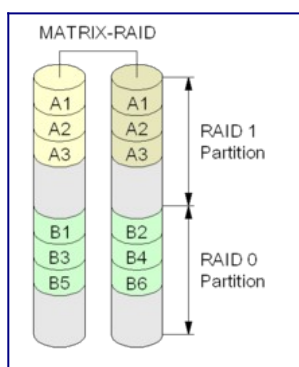 MATRIX-RAID
A1 A1
A2 A2
A3 A3
RAID 1
Partition
B1 B2
B3 B4
B5 B6
RAID 0
Partition